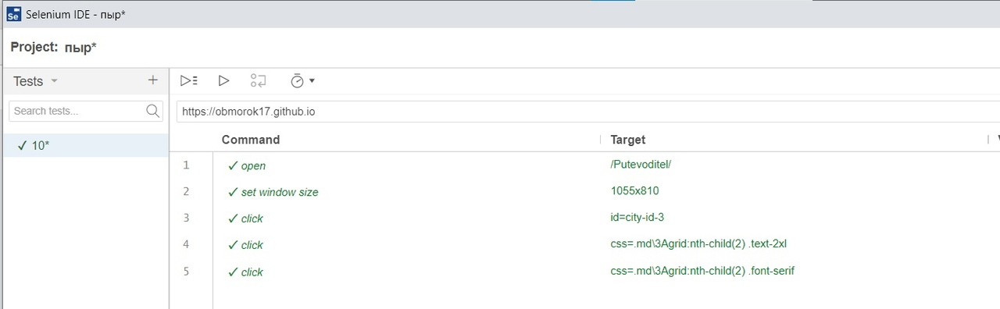 Selenium IDE - пыр*
Project: пыр*
Tests
Search tests...
✓ 10*
https://obmorok17.github.io
Command Target
1 ✓ open /Putevoditel/
2 ✓ set window size 1055x810
3 ✓ click id=city-id-3
4 ✓ click css=.md\3Agrid:nth-child(2) .text-2xl
5 ✓ click css=.md\3Agrid:nth-child(2) .font-serif